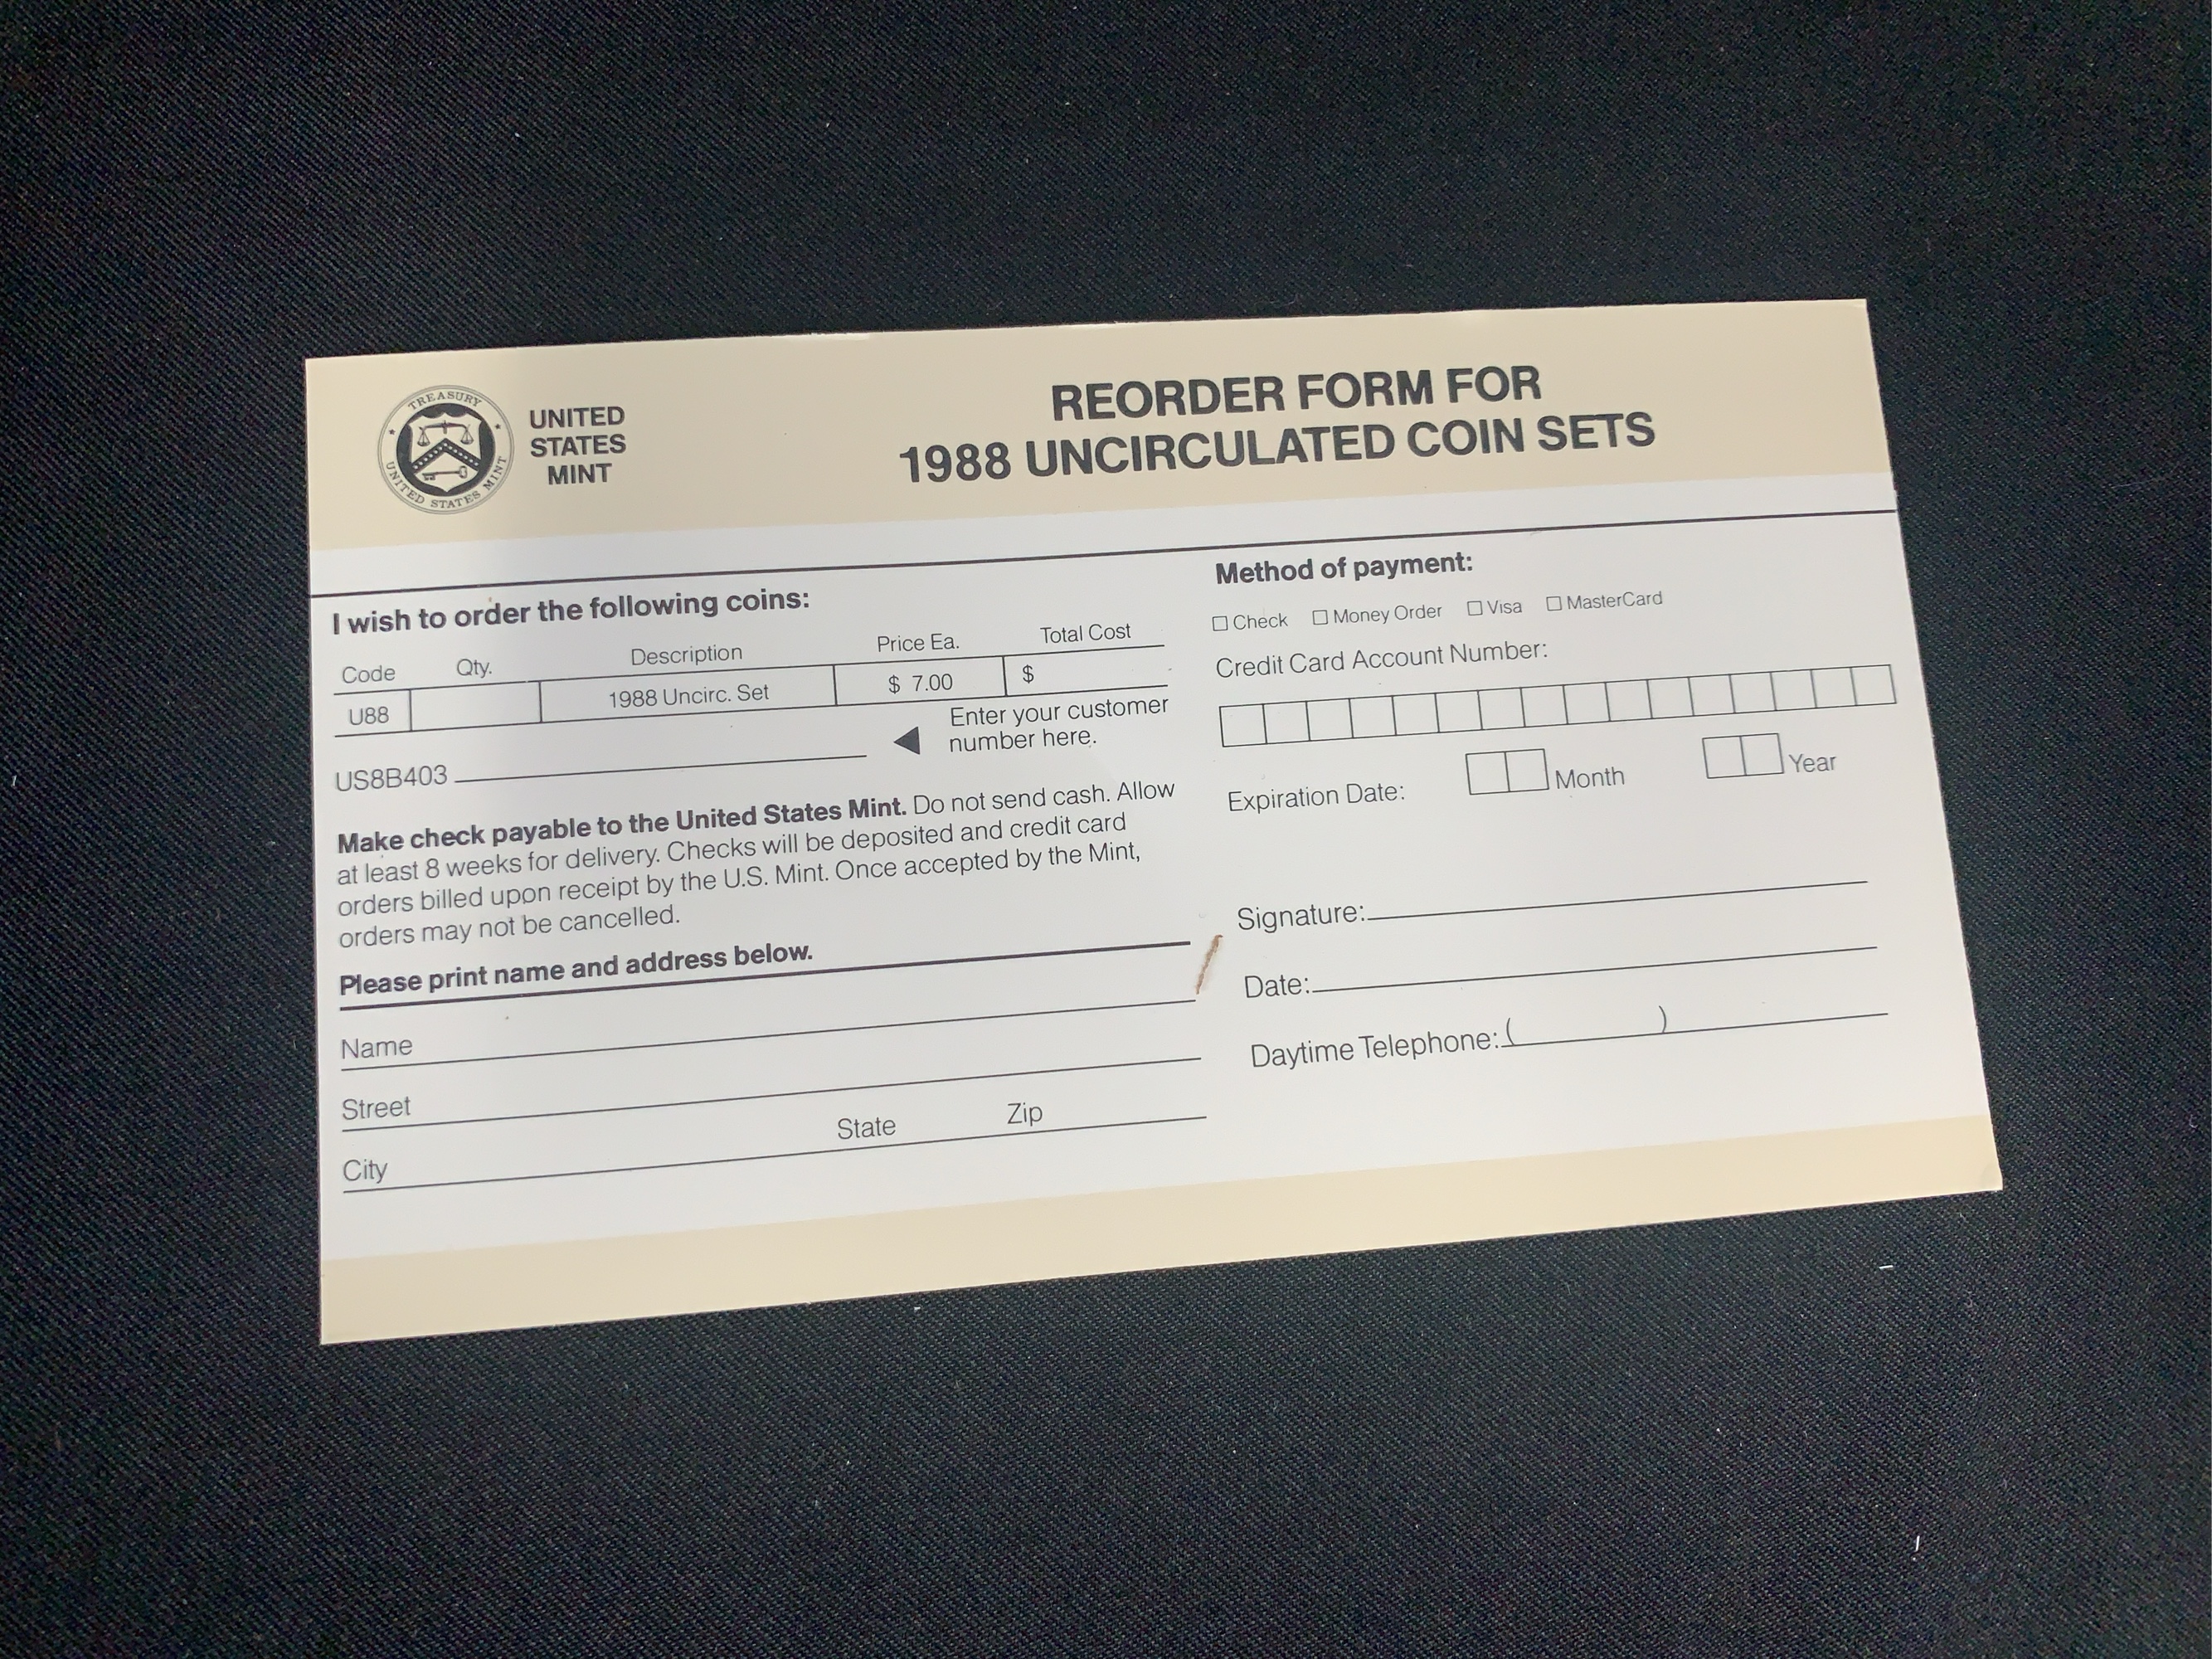 TREASURY
UNITED STATES MINT
UNITED
STATES
MINT
REORDER FORM FOR
1988 UNCIRCULATED COIN SETS
I wish to order the following coins:
Code Qty. Description Price Ea. Total Cost
U88 1988 Uncirc. Set $ 7.00 $
US8B403
Enter your customer
number here.
Make check payable to the United States Mint. Do not send cash. Allow
at least 8 weeks for delivery. Checks will be deposited and credit card
orders billed upon receipt by the U.S. Mint. Once accepted by the Mint,
orders may not be cancelled.
Please print name and address below.
Name
Street
City State Zip
Method of payment:
Check Money Order Visa MasterCard
Credit Card Account Number:
Expiration Date: Month Year
Signature:
Date:
Daytime Telephone: ( )